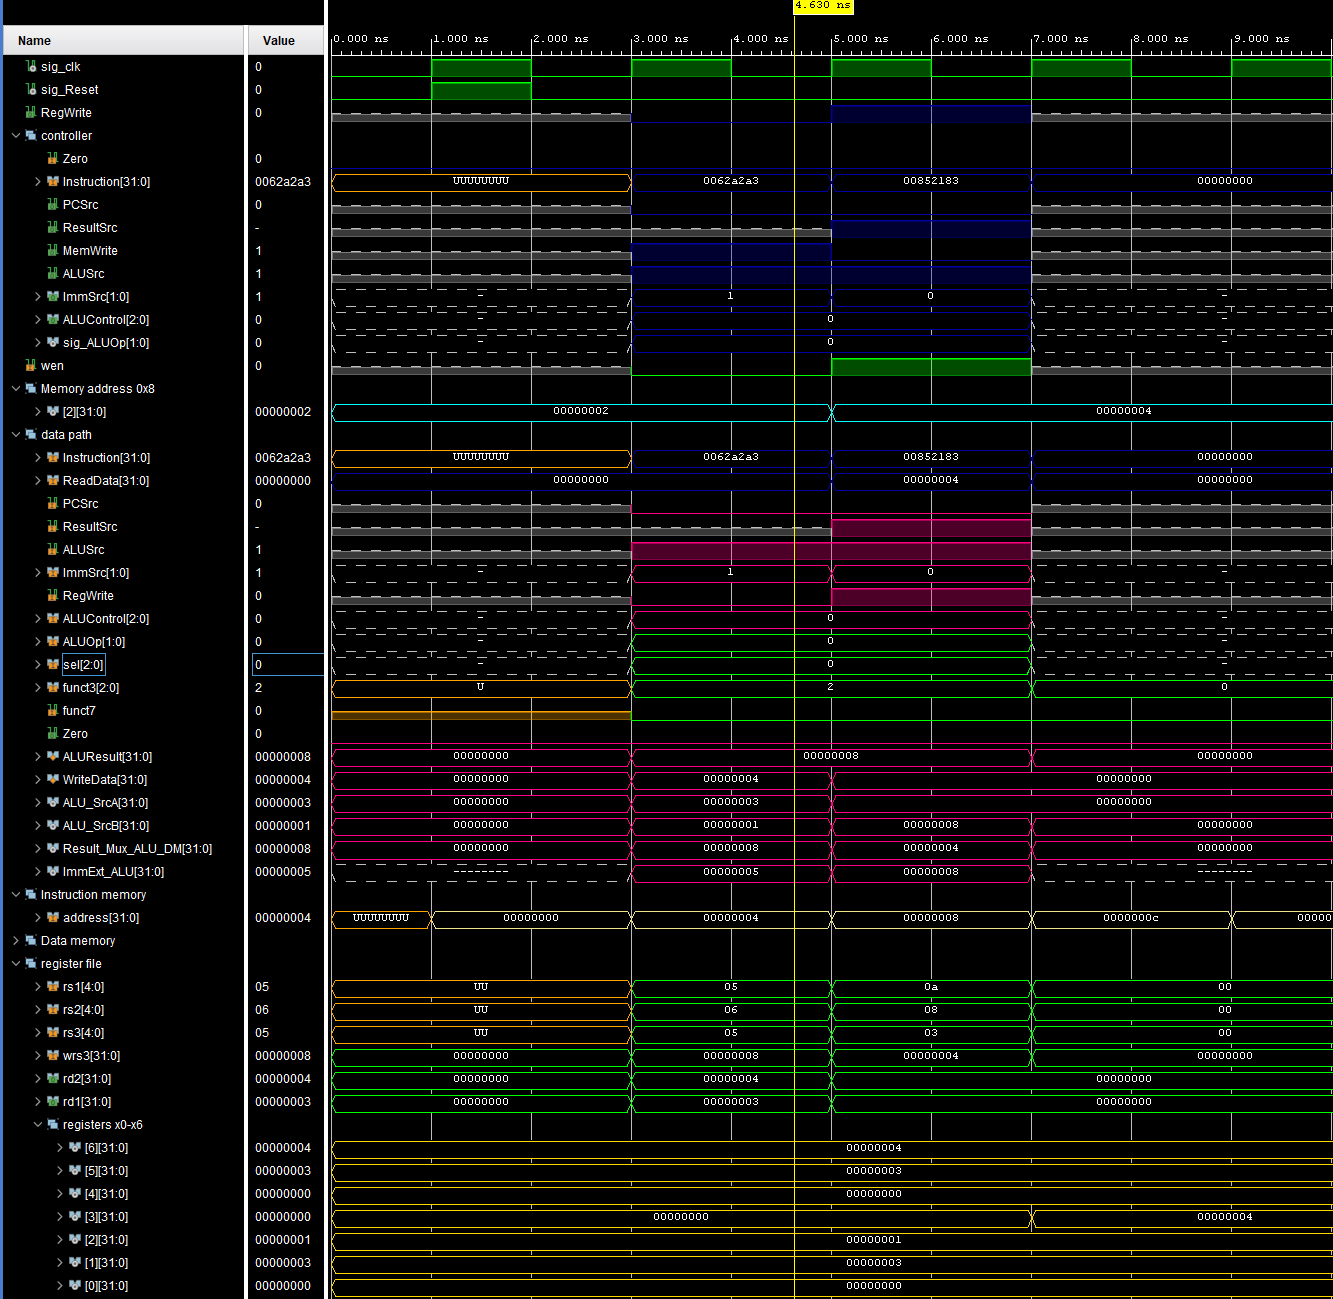 4.630 ns
Name Value 0.000 ns 1.000 ns 2.000 ns 3.000 ns 4.000 ns 5.000 ns 6.000 ns 7.000 ns 8.000 ns 9.000 ns
sig_clk 0
sig_Reset 0
RegWrite 0
controller
Zero 0
Instruction[31:0] 0062a2a3 UUUUUUUU 0062a2a3 00852183 00000000
PCSrc 0
ResultSrc -
MemWrite 1
ALUSrc 1
ImmSrc[1:0] 1 - 1 0 -
ALUControl[2:0] 0 - 0 -
sig_ALUOp[1:0] 0 - 0 -
wen 0
Memory address 0x8
[2][31:0] 00000002 00000002 00000004
data path
Instruction[31:0] 0062a2a3 UUUUUUUU 0062a2a3 00852183 00000000
ReadData[31:0] 00000000 00000000 00000004 00000000
PCSrc 0
ResultSrc -
ALUSrc 1
ImmSrc[1:0] 1 - 1 0 -
RegWrite 0
ALUControl[2:0] 0 - 0 -
ALUOp[1:0] 0 - 0 -
sel[2:0] 0 - 0 -
funct3[2:0] 2 U 2 0
funct7 0
Zero 0
ALUResult[31:0] 00000008 00000000 00000008 00000000
WriteData[31:0] 00000004 00000000 00000004 00000000
ALU_SrcA[31:0] 00000003 00000000 00000003 00000000
ALU_SrcB[31:0] 00000001 00000000 00000001 00000008 00000000
Result_Mux_ALU_DM[31:0] 00000008 00000000 00000008 00000004 00000000
ImmExt_ALU[31:0] 00000005 -------- 00000005 00000008 --------
Instruction memory
address[31:0] 00000004 UUUUUUUU 00000000 00000004 00000008 0000000c 00000
Data memory
register file
rs1[4:0] 05 UU 05 0a 00
rs2[4:0] 06 UU 06 08 00
rs3[4:0] 05 UU 05 03 00
wrs3[31:0] 00000008 00000000 00000008 00000004 00000000
rd2[31:0] 00000004 00000000 00000004 00000000
rd1[31:0] 00000003 00000000 00000003 00000000
registers x0-x6
[6][31:0] 00000004 00000004
[5][31:0] 00000003 00000003
[4][31:0] 00000000 00000000
[3][31:0] 00000000 00000000 00000004
[2][31:0] 00000001 00000001
[1][31:0] 00000003 00000003
[0][31:0] 00000000 00000000